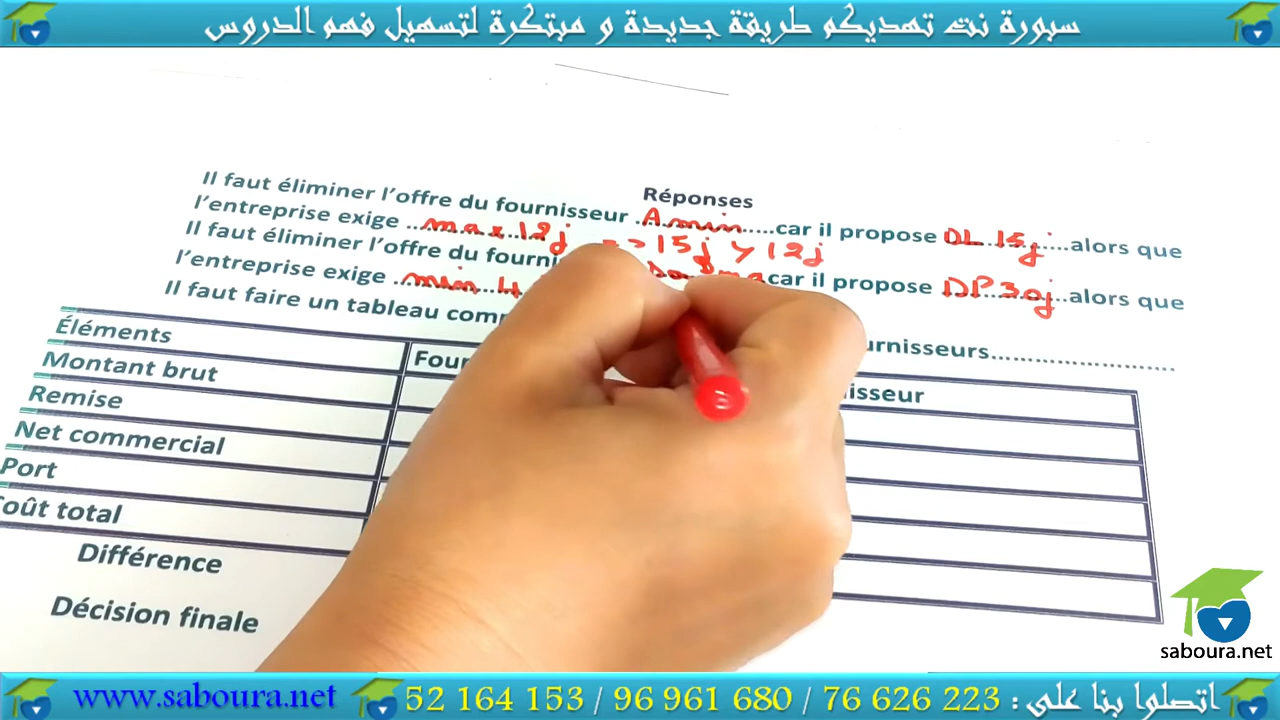 سبورة نت تهديكم طريقة جديدة و مبتكرة لتسهيل فهم الدروس
Réponses
Il faut éliminer l'offre du fournisseur Amin car il propose DL 15j alors que
l'entreprise exige max 12j => 15j > 12j
Il faut éliminer l'offre du fourni car il propose DP 30j alors que
l'entreprise exige min
Il faut faire un tableau urnisseurs
Éléments
Montant brut
Remise
Net commercial
Port
oût total
Différence
Décision finale
saboura.net
www.saboura.net 52 164 153 / 96 961 680 / 76 626 223 : اتصلوا بنا على